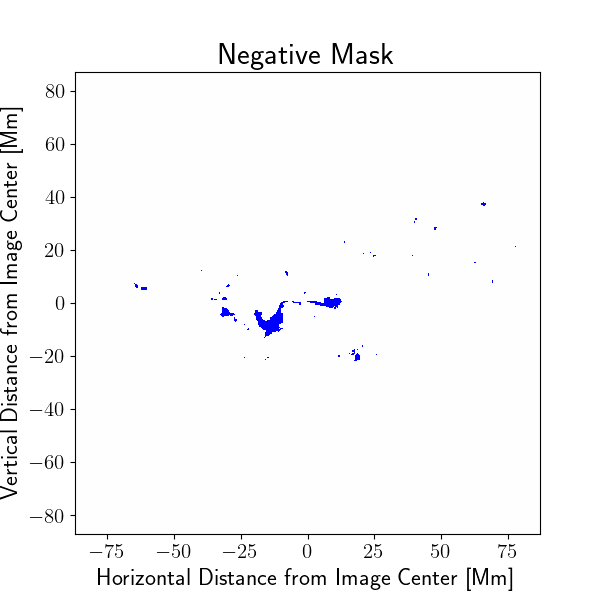 Negative Mask
Vertical Distance from Image Center [Mm]
80
60
40
20
0
−20
−40
−60
−80
−75 −50 −25 0 25 50 75
Horizontal Distance from Image Center [Mm]